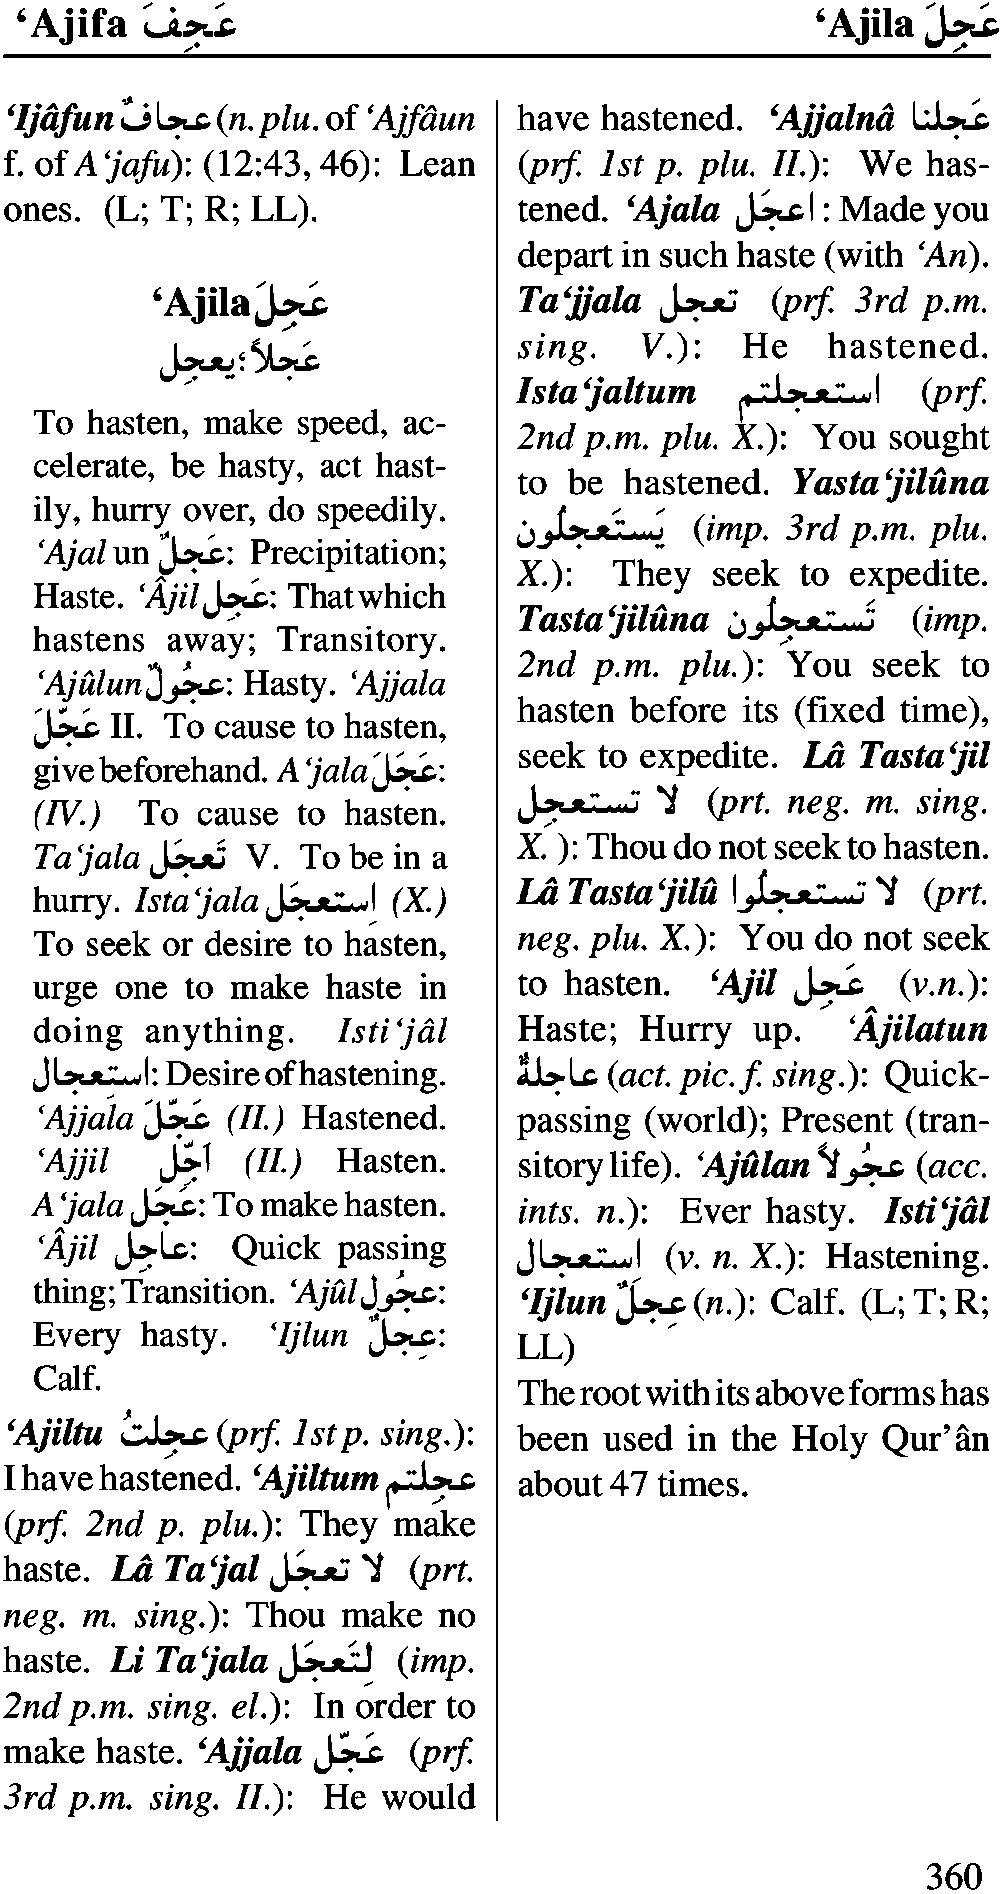 ‘Ajifa عَجِفَ
‘Ajila عَجِلَ
‘Ijâfun عجافٌ (n. plu. of ‘Ajfâun
f. of A‘jafu): (12:43, 46): Lean
ones. (L; T; R; LL).
‘Ajila عَجِلَ
عَجلاً؛ يعجِل
To hasten, make speed, ac-
celerate, be hasty, act hast-
ily, hurry over, do speedily.
‘Ajal un عَجلٌ: Precipitation;
Haste. ‘Âjil عَجِل: That which
hastens away; Transitory.
‘Ajûlun عجُولٌ: Hasty. ‘Ajjala
عَجّلَ II. To cause to hasten,
give beforehand. A‘jala عَجَلَ:
(IV.) To cause to hasten.
Ta‘jala تَعجَل V. To be in a
hurry. Ista‘jala إستعجَل (X.)
To seek or desire to hasten,
urge one to make haste in
doing anything. Isti‘jâl
استِعجال: Desire of hastening.
‘Ajjala عَجّلَ (II.) Hastened.
‘Ajjil اَجّل (II.) Hasten.
A‘jala عَجَل: To make hasten.
‘Âjil عاجِل: Quick passing
thing; Transition. ‘Ajûl عجُول:
Every hasty. ‘Ijlun عِجلٌ:
Calf.
‘Ajiltu عجِلتُ (prf. 1st p. sing.):
I have hastened. ‘Ajiltum عجِلتم
(prf. 2nd p. plu.): They make
haste. Lâ Ta‘jal لا تعجَل (prt.
neg. m. sing.): Thou make no
haste. Li Ta‘jala لِتَعجَل (imp.
2nd p.m. sing. el.): In order to
make haste. ‘Ajjala عَجّل (prf.
3rd p.m. sing. II.): He would
have hastened. ‘Ajjalnâ عَجلنا
(prf. 1st p. plu. II.): We has-
tened. ‘Ajala اعجَل: Made you
depart in such haste (with ‘An).
Ta‘jjala تعجل (prf. 3rd p.m.
sing. V.): He hastened.
Ista‘jaltum استعجلتم (prf.
2nd p.m. plu. X.): You sought
to be hastened. Yasta‘jilûna
يَستَعجلُون (imp. 3rd p.m. plu.
X.): They seek to expedite.
Tasta‘jilûna تَستعجِلُون (imp.
2nd p.m. plu.): You seek to
hasten before its (fixed time),
seek to expedite. Lâ Tasta‘jil
لا تستعجِل (prt. neg. m. sing.
X. ): Thou do not seek to hasten.
Lâ Tasta‘jilû لا تستعجلُوا (prt.
neg. plu. X.): You do not seek
to hasten. ‘Ajil عَجِل (v.n.):
Haste; Hurry up. ‘Âjilatun
عاجلةٌ (act. pic. f. sing.): Quick-
passing (world); Present (tran-
sitory life). ‘Ajûlan عجُولاً (acc.
ints. n.): Ever hasty. Isti‘jâl
استعجال (v. n. X.): Hastening.
‘Ijlun عِجلٌ (n.): Calf. (L; T; R;
LL)
The root with its above forms has
been used in the Holy Qur’ân
about 47 times.
360